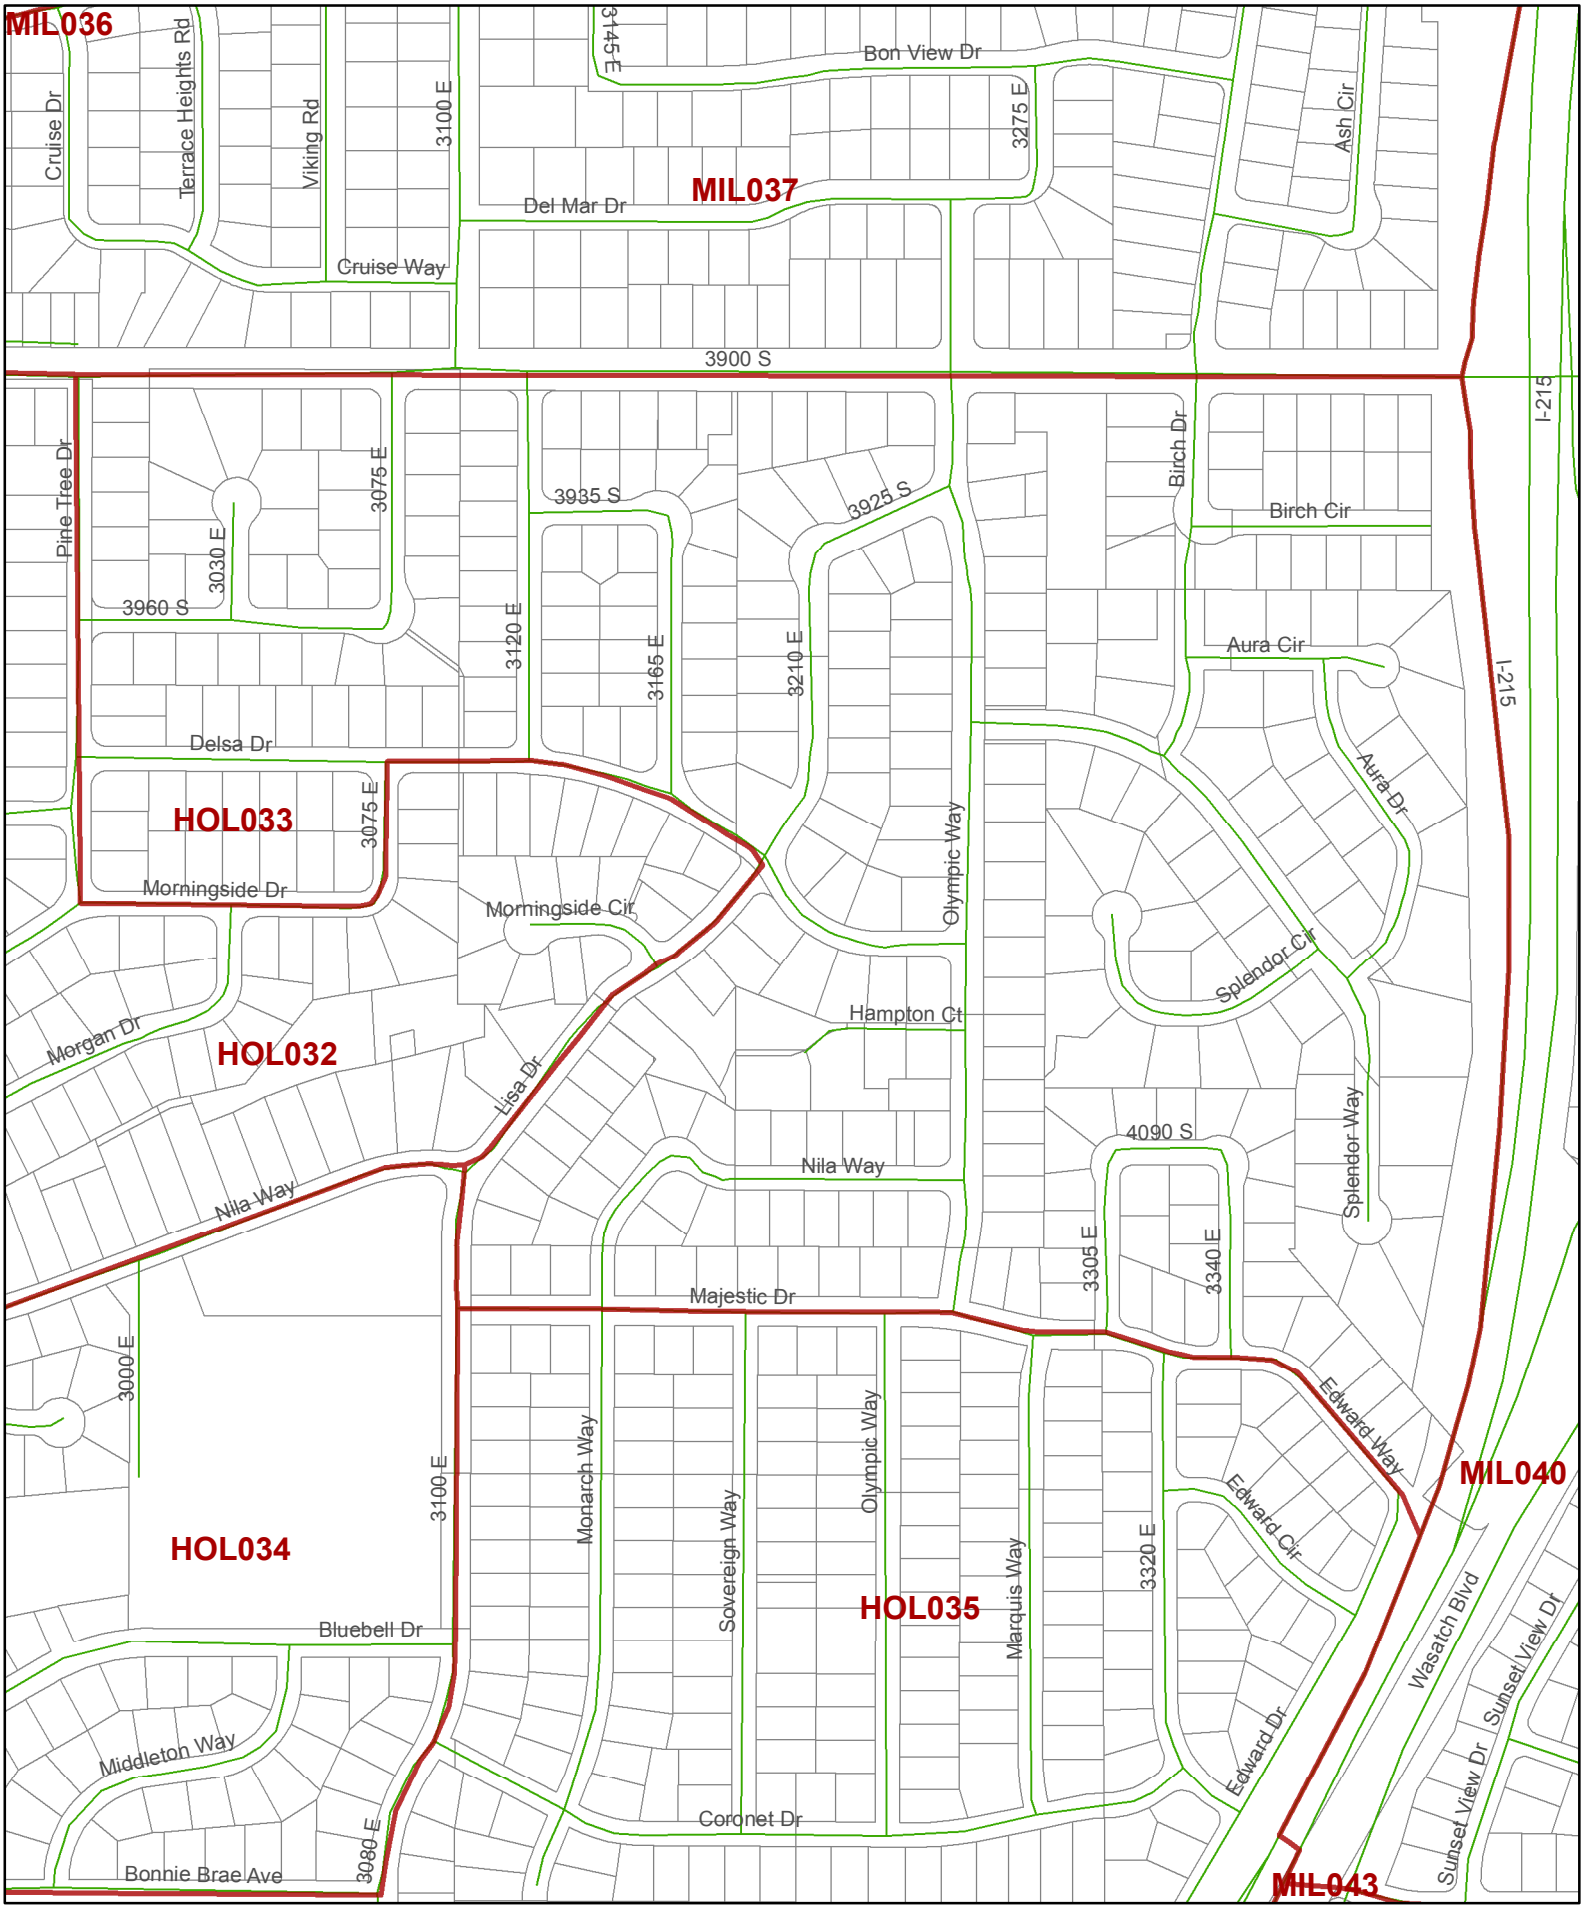 MIL036
Cruise Dr
Terrace Heights Rd
Viking Rd
3100 E
3145 E
Bon View Dr
3275 E
Ash Cir
MIL037
Del Mar Dr
Cruise Way
3900 S
I-215
Pine Tree Dr
3030 E
3075 E
3960 S
3935 S
3925 S
Birch Dr
Birch Cir
3120 E
3165 E
3210 E
Aura Cir
I-215
Delsa Dr
Aura Dr
HOL033
3075 E
Olympic Way
Morningside Dr
Morningside Cir
Splendor Cir
Hampton Ct
Morgan Dr
HOL032
Lisa Dr
4090 S
Splendor Way
Nila Way
Nila Way
3305 E
3340 E
Majestic Dr
3000 E
Edward Way
Monarch Way
Olympic Way
3100 E
MIL040
Sovereign Way
Edward Cir
HOL034
3320 E
Marquis Way
HOL035
Bluebell Dr
Wasatch Blvd
Sunset View Dr
Middleton Way
Edward Dr
Sunset View Dr
Coronet Dr
3080 E
Bonnie Brae Ave
MIL043